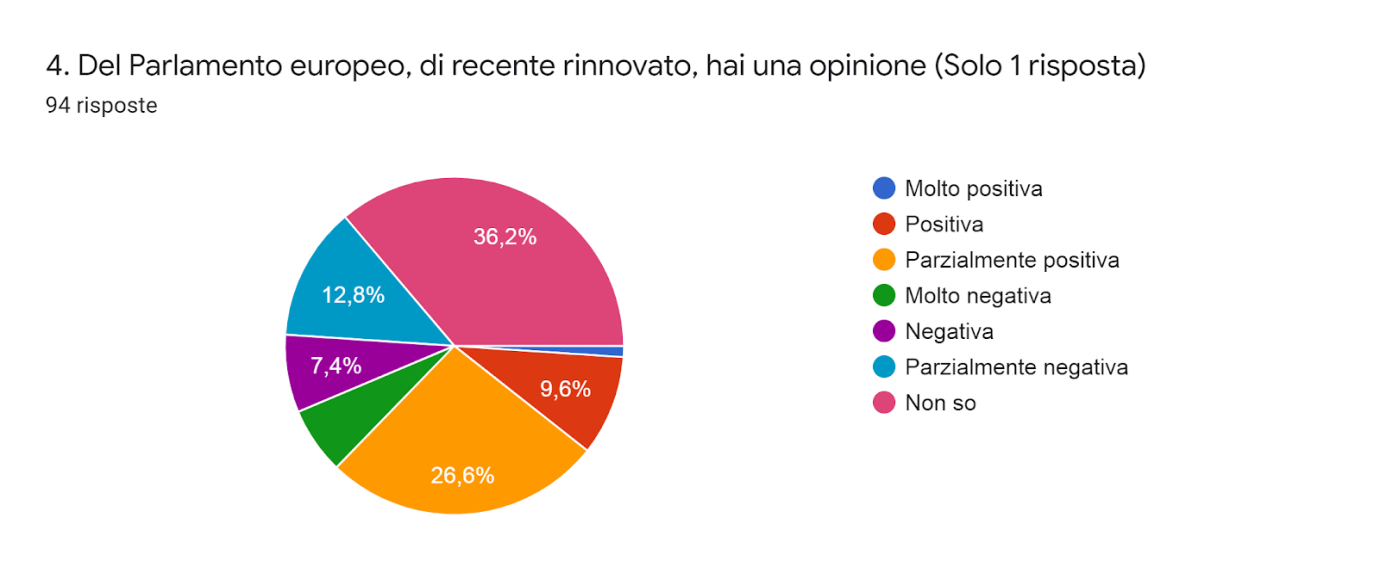 4. Del Parlamento europeo, di recente rinnovato, hai una opinione (Solo 1 risposta)
94 risposte
36,2%
12,8%
7,4%
9,6%
26,6%
Molto positiva
Positiva
Parzialmente positiva
Molto negativa
Negativa
Parzialmente negativa
Non so